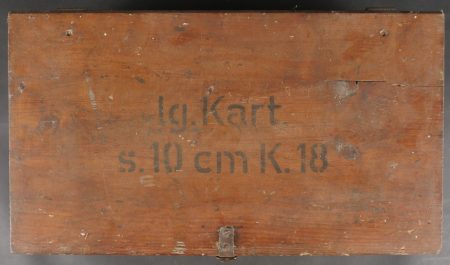 lg. Kart.
s. 10 cm K. 18